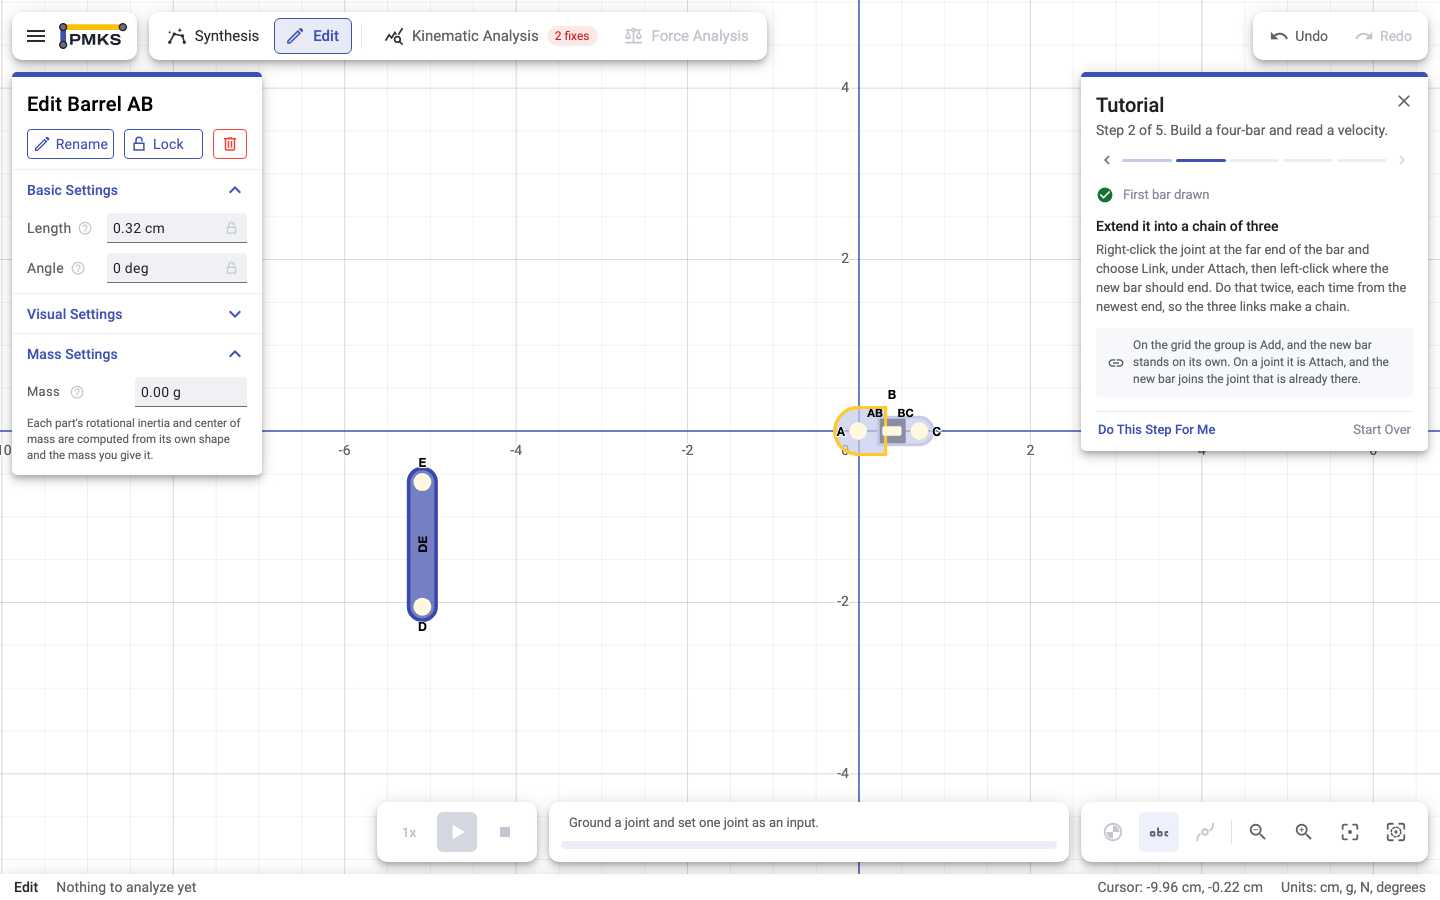 PMKS
Synthesis
Edit
Kinematic Analysis
2 fixes
Force Analysis
Undo
Redo
Edit Barrel AB
Rename
Lock
Basic Settings
Length
0.32 cm
Angle
0 deg
Visual Settings
Mass Settings
Mass
0.00 g
Each part's rotational inertia and center of
mass are computed from its own shape
and the mass you give it.
Tutorial
Step 2 of 5. Build a four-bar and read a velocity.
First bar drawn
Extend it into a chain of three
Right-click the joint at the far end of the bar and
choose Link, under Attach, then left-click where the
new bar should end. Do that twice, each time from the
newest end, so the three links make a chain.
On the grid the group is Add, and the new bar
stands on its own. On a joint it is Attach, and the
new bar joins the joint that is already there.
Do This Step For Me
Start Over
4
2
B
AB
BC
A
C
-6
-4
-2
0
2
E
DE
D
-2
-4
1x
Ground a joint and set one joint as an input.
abc
Edit
Nothing to analyze yet
Cursor: -9.96 cm, -0.22 cm
Units: cm, g, N, degrees